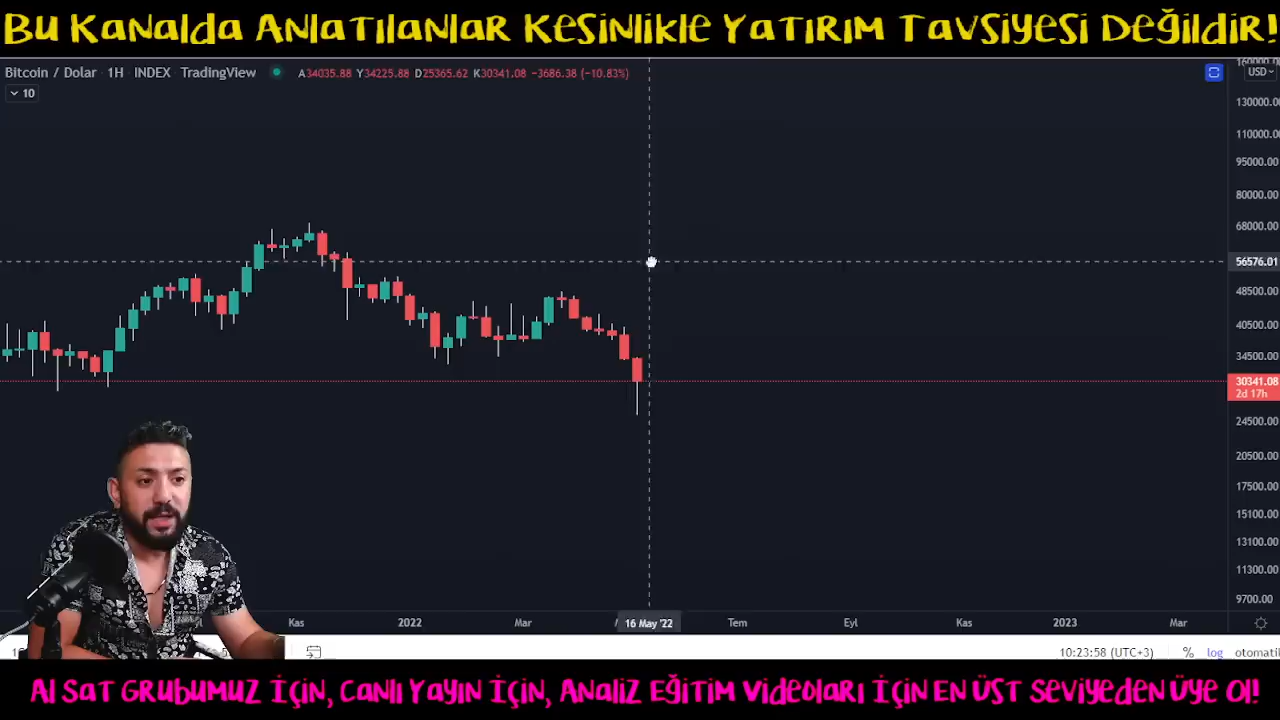 Bu Kanalda Anlatılanlar Kesinlikle Yatırım Tavsiyesi Değildir!
Bitcoin / Dolar 1H INDEX TradingView A34035.88 Y34225.88 D25365.62 K30341.08 −3686.38 (−10.83%)
USD
10
130000.00
110000.00
95000.00
80000.00
68000.00
56576.01
48500.00
40500.00
34500.00
30341.08
2d 17h
24500.00
20500.00
17500.00
15100.00
13100.00
11300.00
9700.00
Kas 2022 Mar 16 May '22 Tem Eyl Kas 2023 Mar
10:23:58 (UTC+3) % log otomatik
Al Sat Grubumuz İçin, Canlı Yayın İçin, Analiz Eğitim Videoları İçin En Üst Seviyeden Üye Ol!